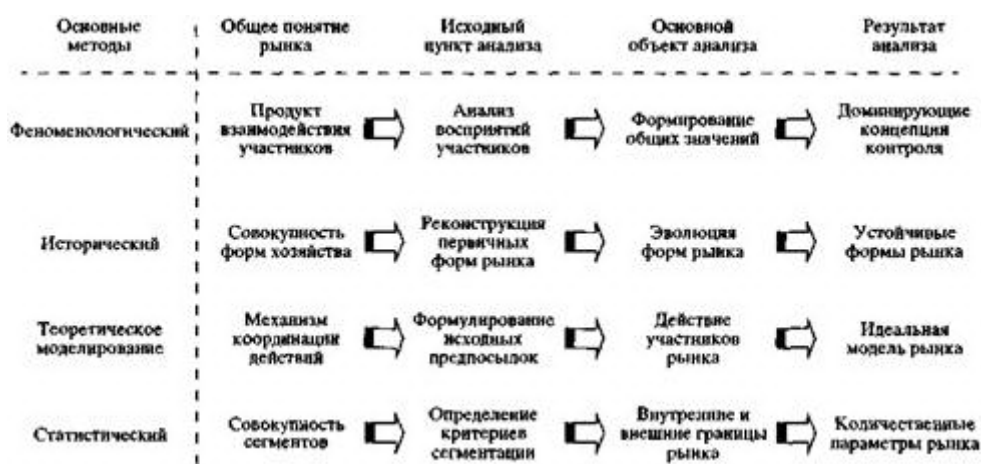 Основные методы
Общее понятие рынка
Исходный пункт анализа
Основной объект анализа
Результат анализа
Феноменологический
Продукт взаимодействия участников
Анализ восприятий участников
Формирование общих значений
Доминирующие концепции контроля
Исторический
Совокупность форм хозяйства
Реконструкция первичных форм рынка
Эволюция форм рынка
Устойчивые формы рынка
Теоретическое моделирование
Механизм координации действий
Формулирование исходных предпосылок
Действие участников рынка
Идеальная модель рынка
Статистический
Совокупность сегментов
Определение критериев сегментации
Внутренние и внешние границы рынка
Количественные параметры рынка